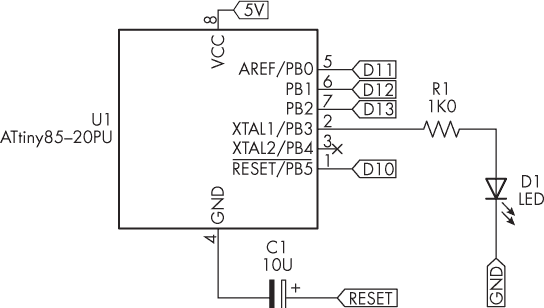 8
5V
VCC
AREF/PB0
5
D11
PB1
6
D12
PB2
7
D13
R1
1K0
U1
ATtiny85–20PU
XTAL1/PB3
2
XTAL2/PB4
3
RESET/PB5
1
D10
D1
LED
GND
4
C1
10U
+
RESET
GND